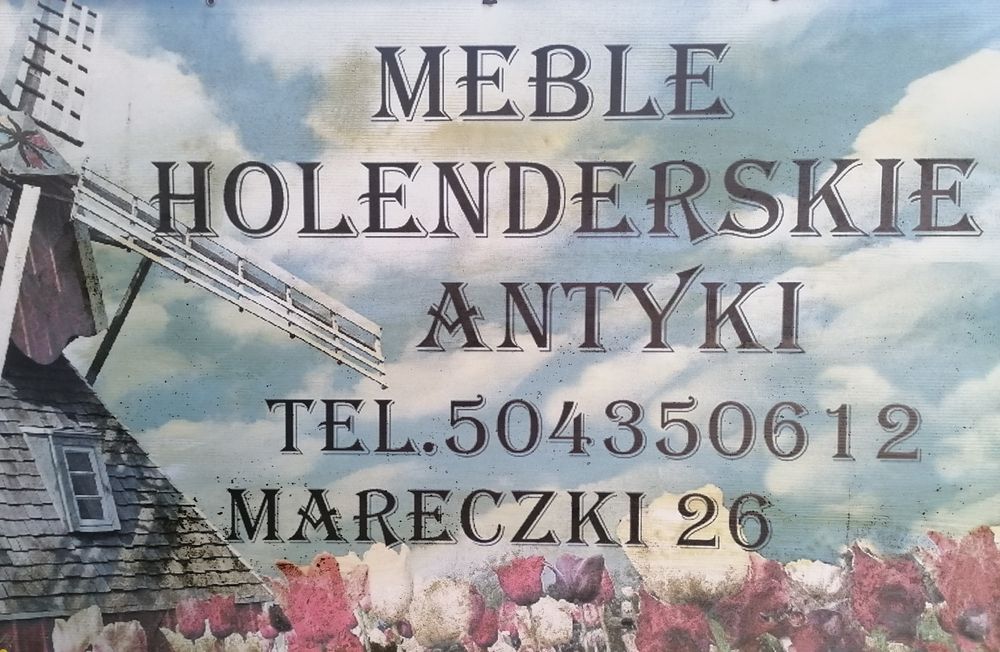 MEBLE
HOLENDERSKIE
ANTYKI
TEL.504350612
MARECZKI 26